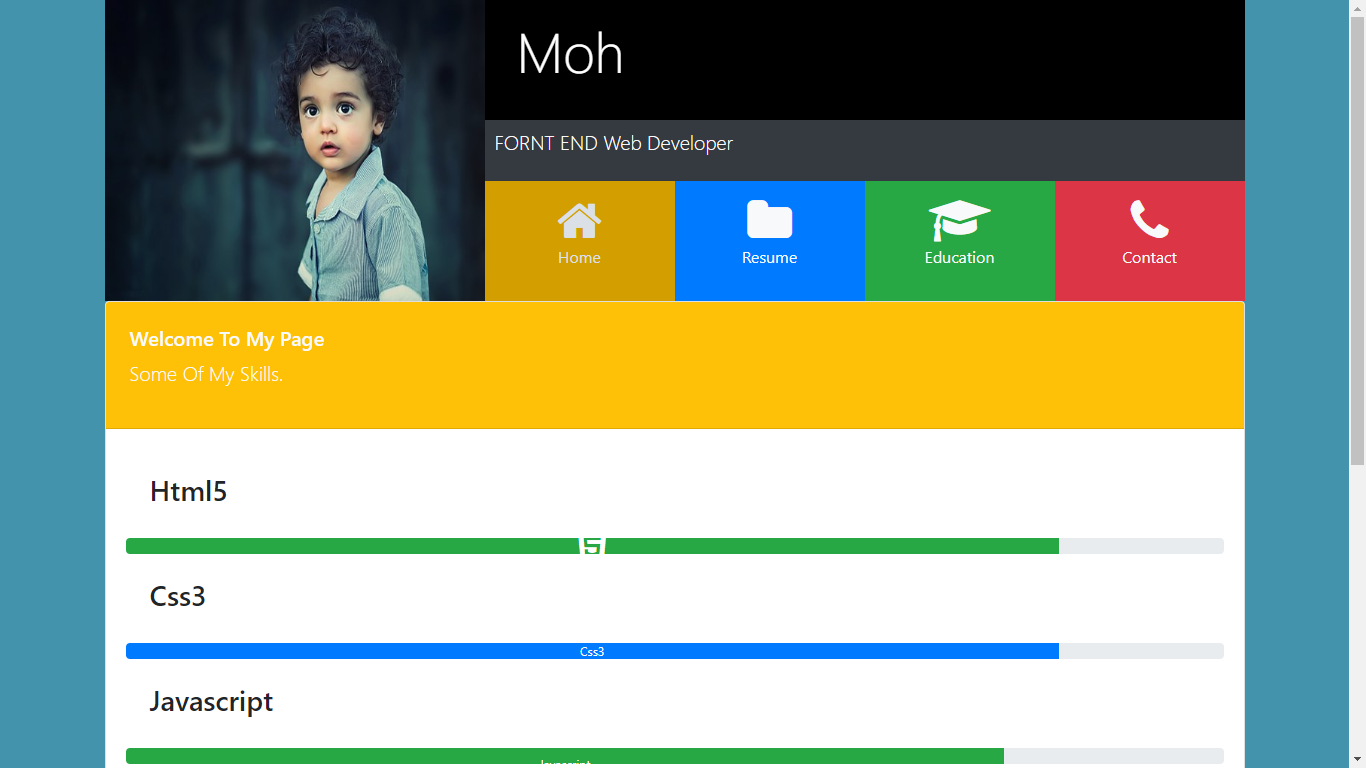 Moh
FORNT END Web Developer
Home
Resume
Education
Contact
Welcome To My Page
Some Of My Skills.
Html5
Css3
Css3
Javascript
Javascript